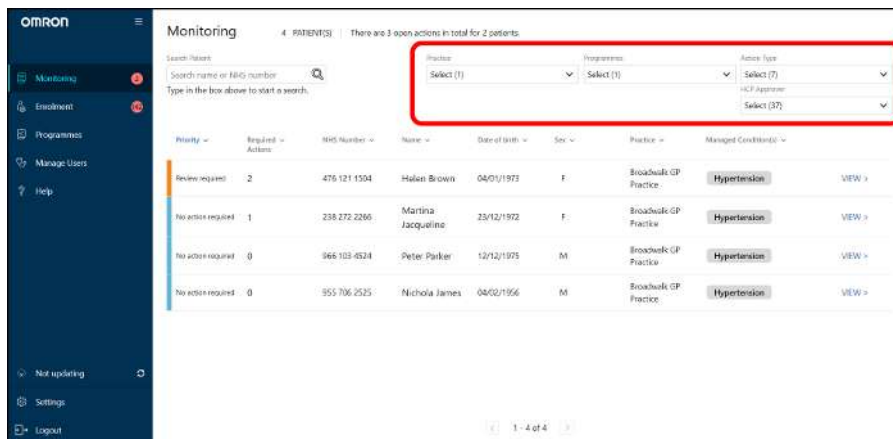 OMRON
Monitoring
4 PATIENT(S) There are 3 open actions in total for 2 patients.
Search Patient
Search name or NHS number
Type in the box above to start a search.
Practice
Select (1)
Programmes
Select (1)
Action Type
Select (7)
HCP Approver
Select (37)
Monitoring 2
Enrolment
Programmes
Manage Users
Help
Priority Required Actions NHS Number Name Date of Birth Sex Practice Managed Condition(s)
Review required 2 476 121 1504 Helen Brown 04/01/1973 F Broadwalk GP Practice Hypertension VIEW >
No action required 1 238 272 2266 Martina Jacqueline 23/12/1972 F Broadwalk GP Practice Hypertension VIEW >
No action required 0 966 103 4524 Peter Parker 12/12/1975 M Broadwalk GP Practice Hypertension VIEW >
No action required 0 955 706 2525 Nichola James 04/02/1956 M Broadwalk GP Practice Hypertension VIEW >
Not updating
Settings
Logout
1 - 4 of 4